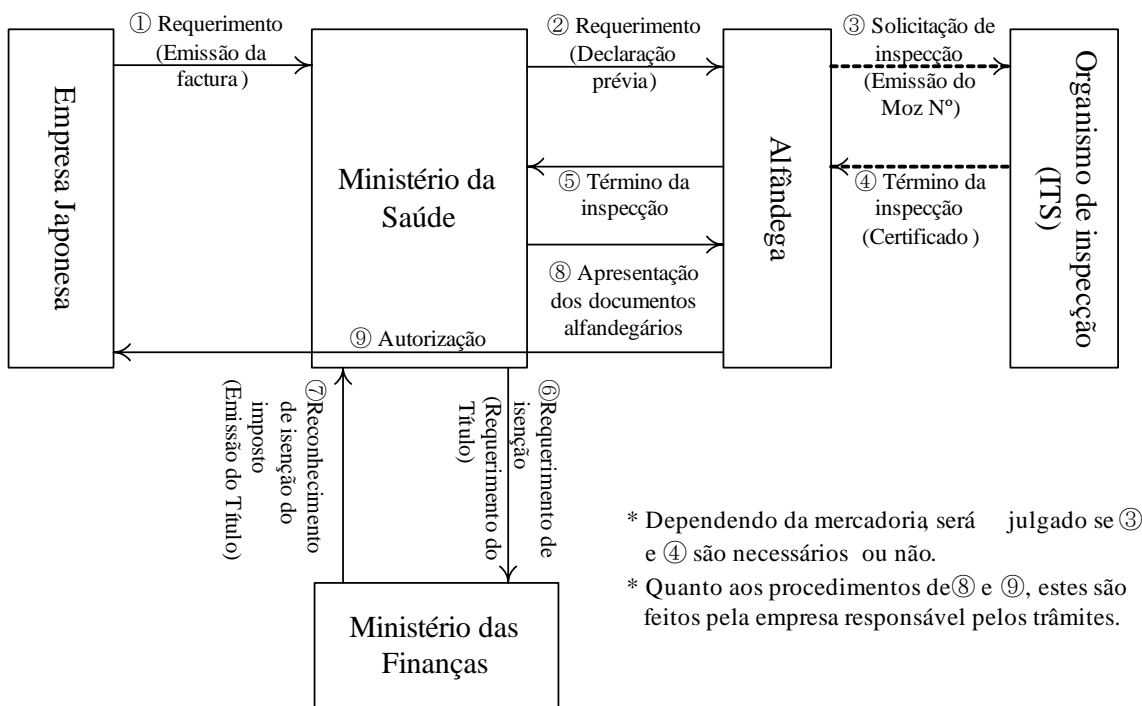 ① Requerimento
(Emissão da
factura)
② Requerimento
(Declaração
prévia)
③ Solicitação de
inspecção
(Emissão do
Moz Nº)
Empresa Japonesa
Ministério da
Saúde
Alfândega
Organismo de inspecção
(ITS)
⑤ Término da
inspecção
④ Término da
inspecção
(Certificado)
⑧ Apresentação
dos documentos
alfandegários
⑨ Autorização
⑦Reconhecimento
de isenção do
imposto
(Emissão do Título)
⑥Requerimento de
isenção
(Requerimento do
Título)
Ministério das
Finanças
* Dependendo da mercadoria, será julgado se ③
e ④ são necessários ou não.
* Quanto aos procedimentos de⑧ e ⑨, estes são
feitos pela empresa responsável pelos trâmites.